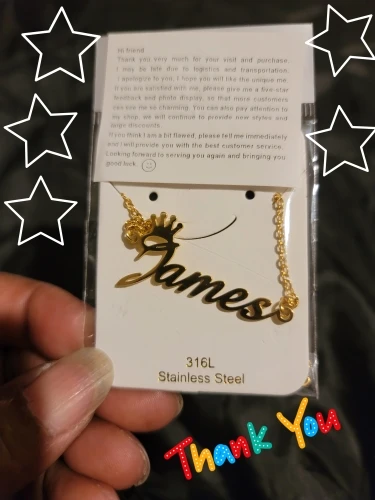 Hi friend
Thank you very much for your visit and purchase.
I may be late due to logistics and transportation,
I apologize to you, I hope you will like the unique me.
If you are satisfied with me, please give me a five-star
feedback and photo display, so that more customers
can see me so charming. You can also pay attention to
my shop, we will continue to provide new styles and
large discounts.
If you think I am bit flawed, please tell me immediately
and I will provide you with the best customer service.
Looking forward to serving you again and bringing you
good luck.
James
316L
Stainless Steel
Thank You